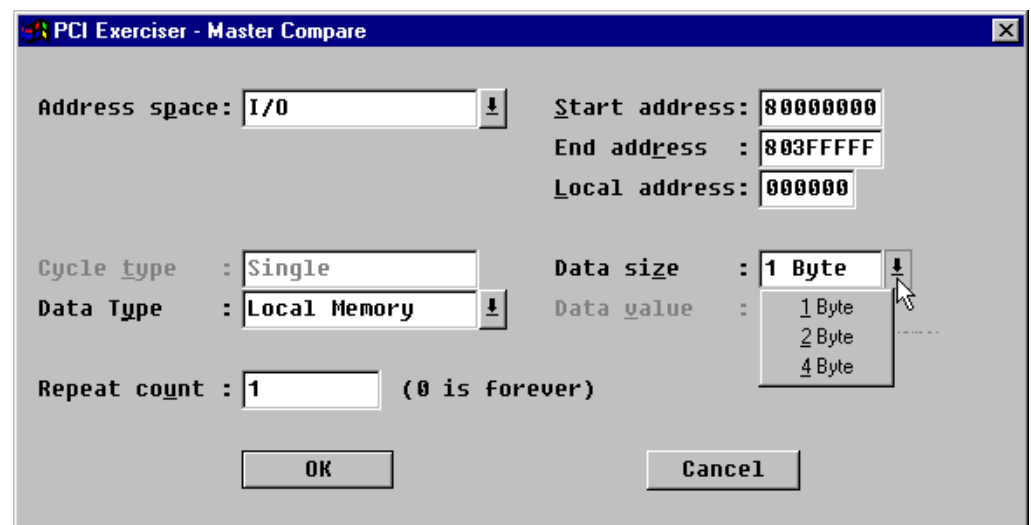 PCI Exerciser - Master Compare
Address space: I/O
Start address: 80000000
End address : 803FFFFF
Local address: 000000
Cycle type : Single
Data size : 1 Byte
Data Type : Local Memory
Data value :
1 Byte
2 Byte
4 Byte
Repeat count : 1 (0 is forever)
OK
Cancel